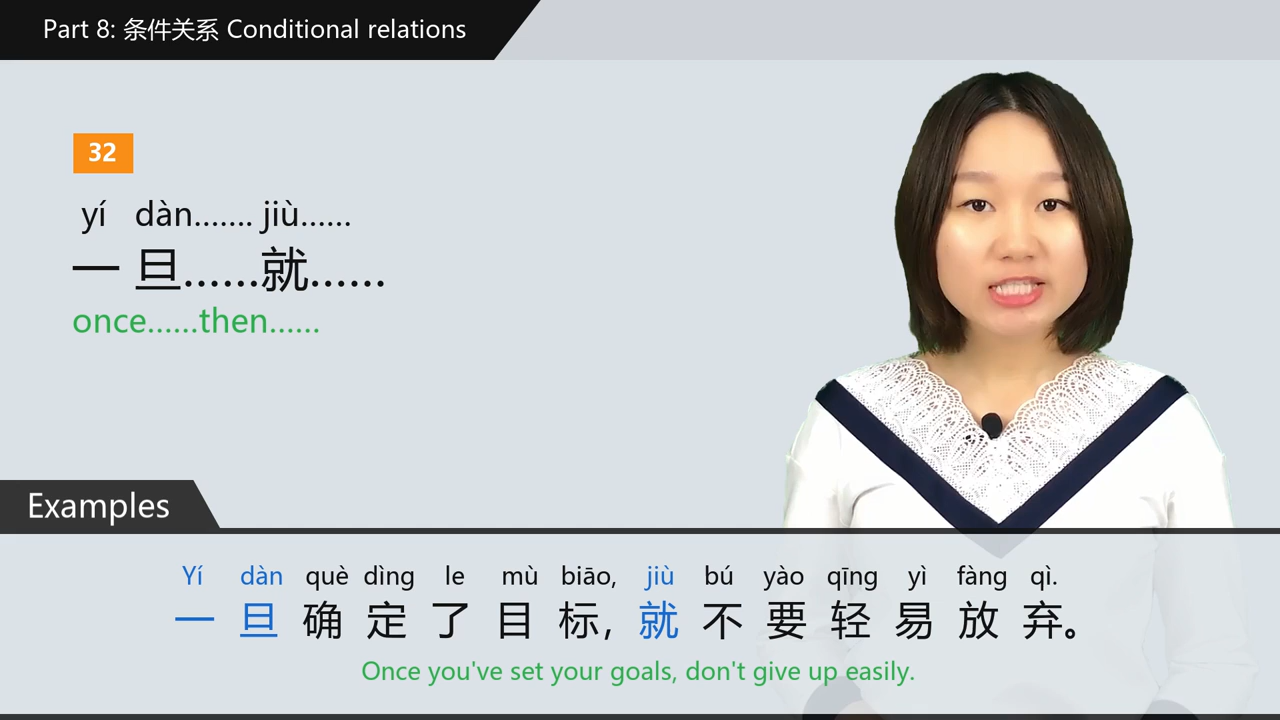 Part 8: 条件关系 Conditional relations
32
yí dàn....... jiù......
一旦……就……
once……then……
Examples
Yí dàn què dìng le mù biāo, jiù bú yào qīng yì fàng qì.
一旦确定了目标,就不要轻易放弃。
Once you've set your goals, don't give up easily.